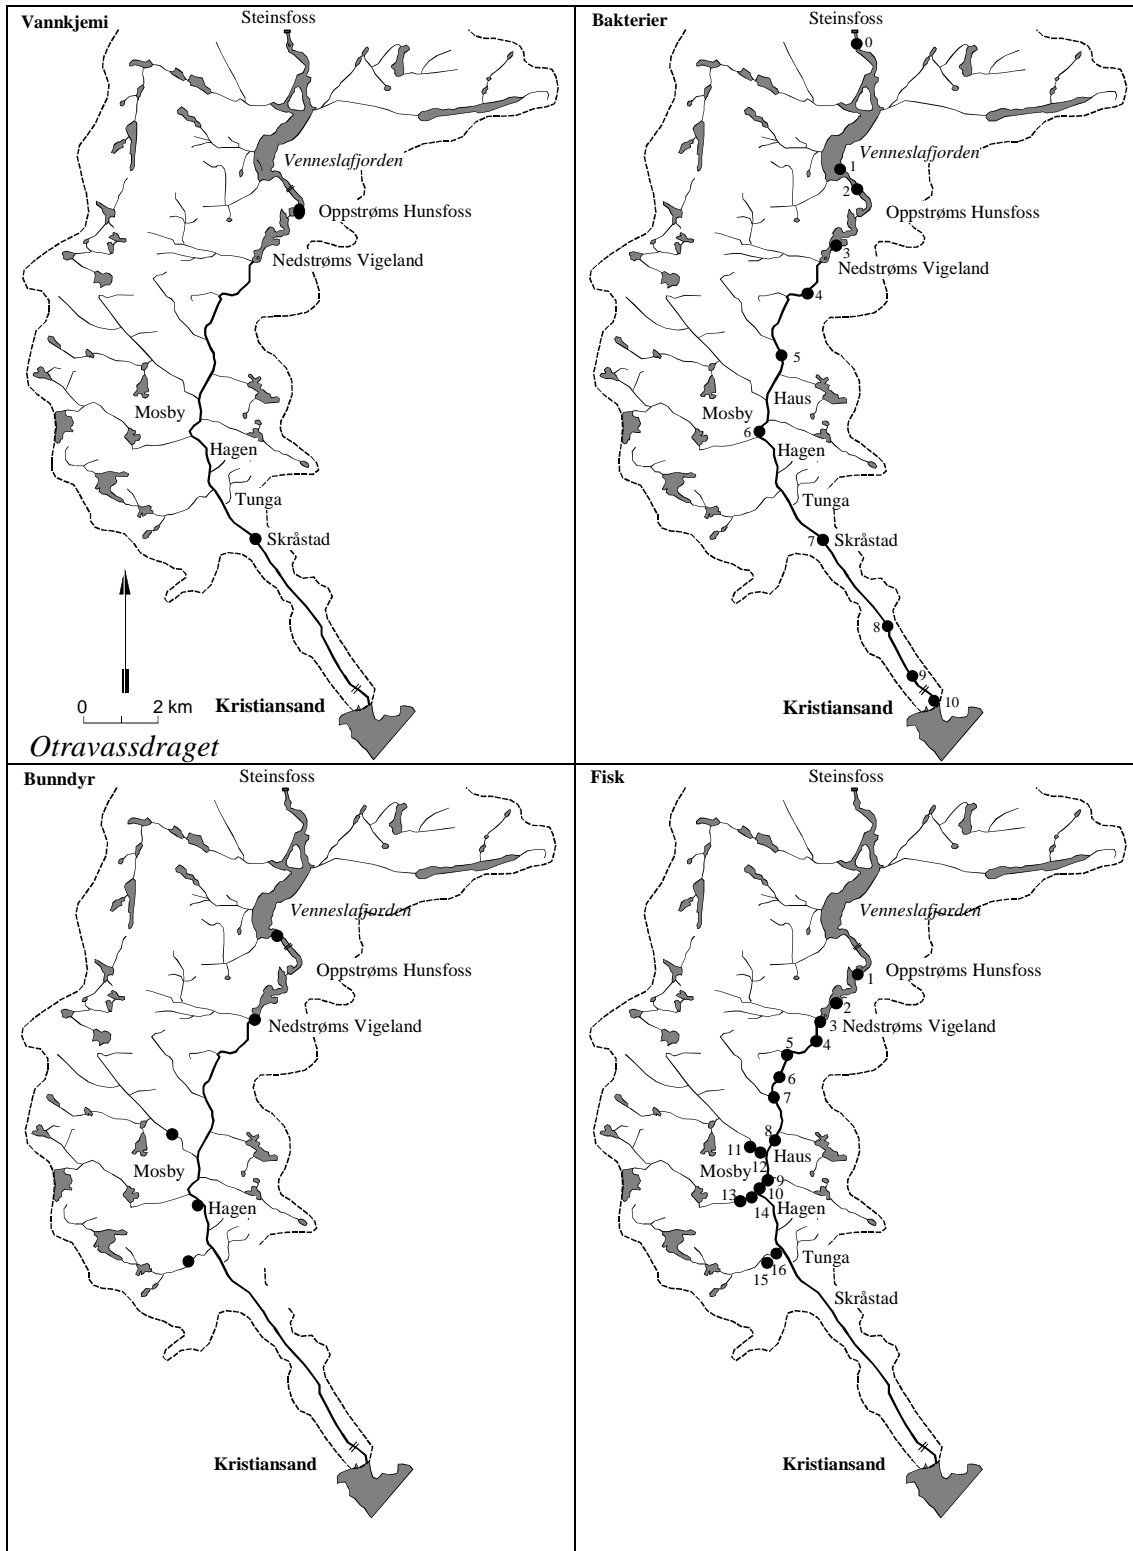 Vannkjemi
Steinsfoss
Venneslafjorden
Oppstrøms Hunsfoss
Nedstrøms Vigeland
Mosby
Hagen
Tunga
Skråstad
0 2 km
Kristiansand
Otravassdraget
Bakterier
Steinsfoss
0
Venneslafjorden
1
2
Oppstrøms Hunsfoss
3
Nedstrøms Vigeland
4
5
Haus
Mosby
6
Hagen
Tunga
7
Skråstad
8
9
Kristiansand
10
Bunndyr
Steinsfoss
Venneslafjorden
Oppstrøms Hunsfoss
Nedstrøms Vigeland
Mosby
Hagen
Kristiansand
Fisk
Steinsfoss
Venneslafjorden
Oppstrøms Hunsfoss
1
2
3
Nedstrøms Vigeland
4
5
6
7
8
11
Haus
12
Mosby
9
13
10
14
Hagen
Tunga
16
15
Skråstad
Kristiansand